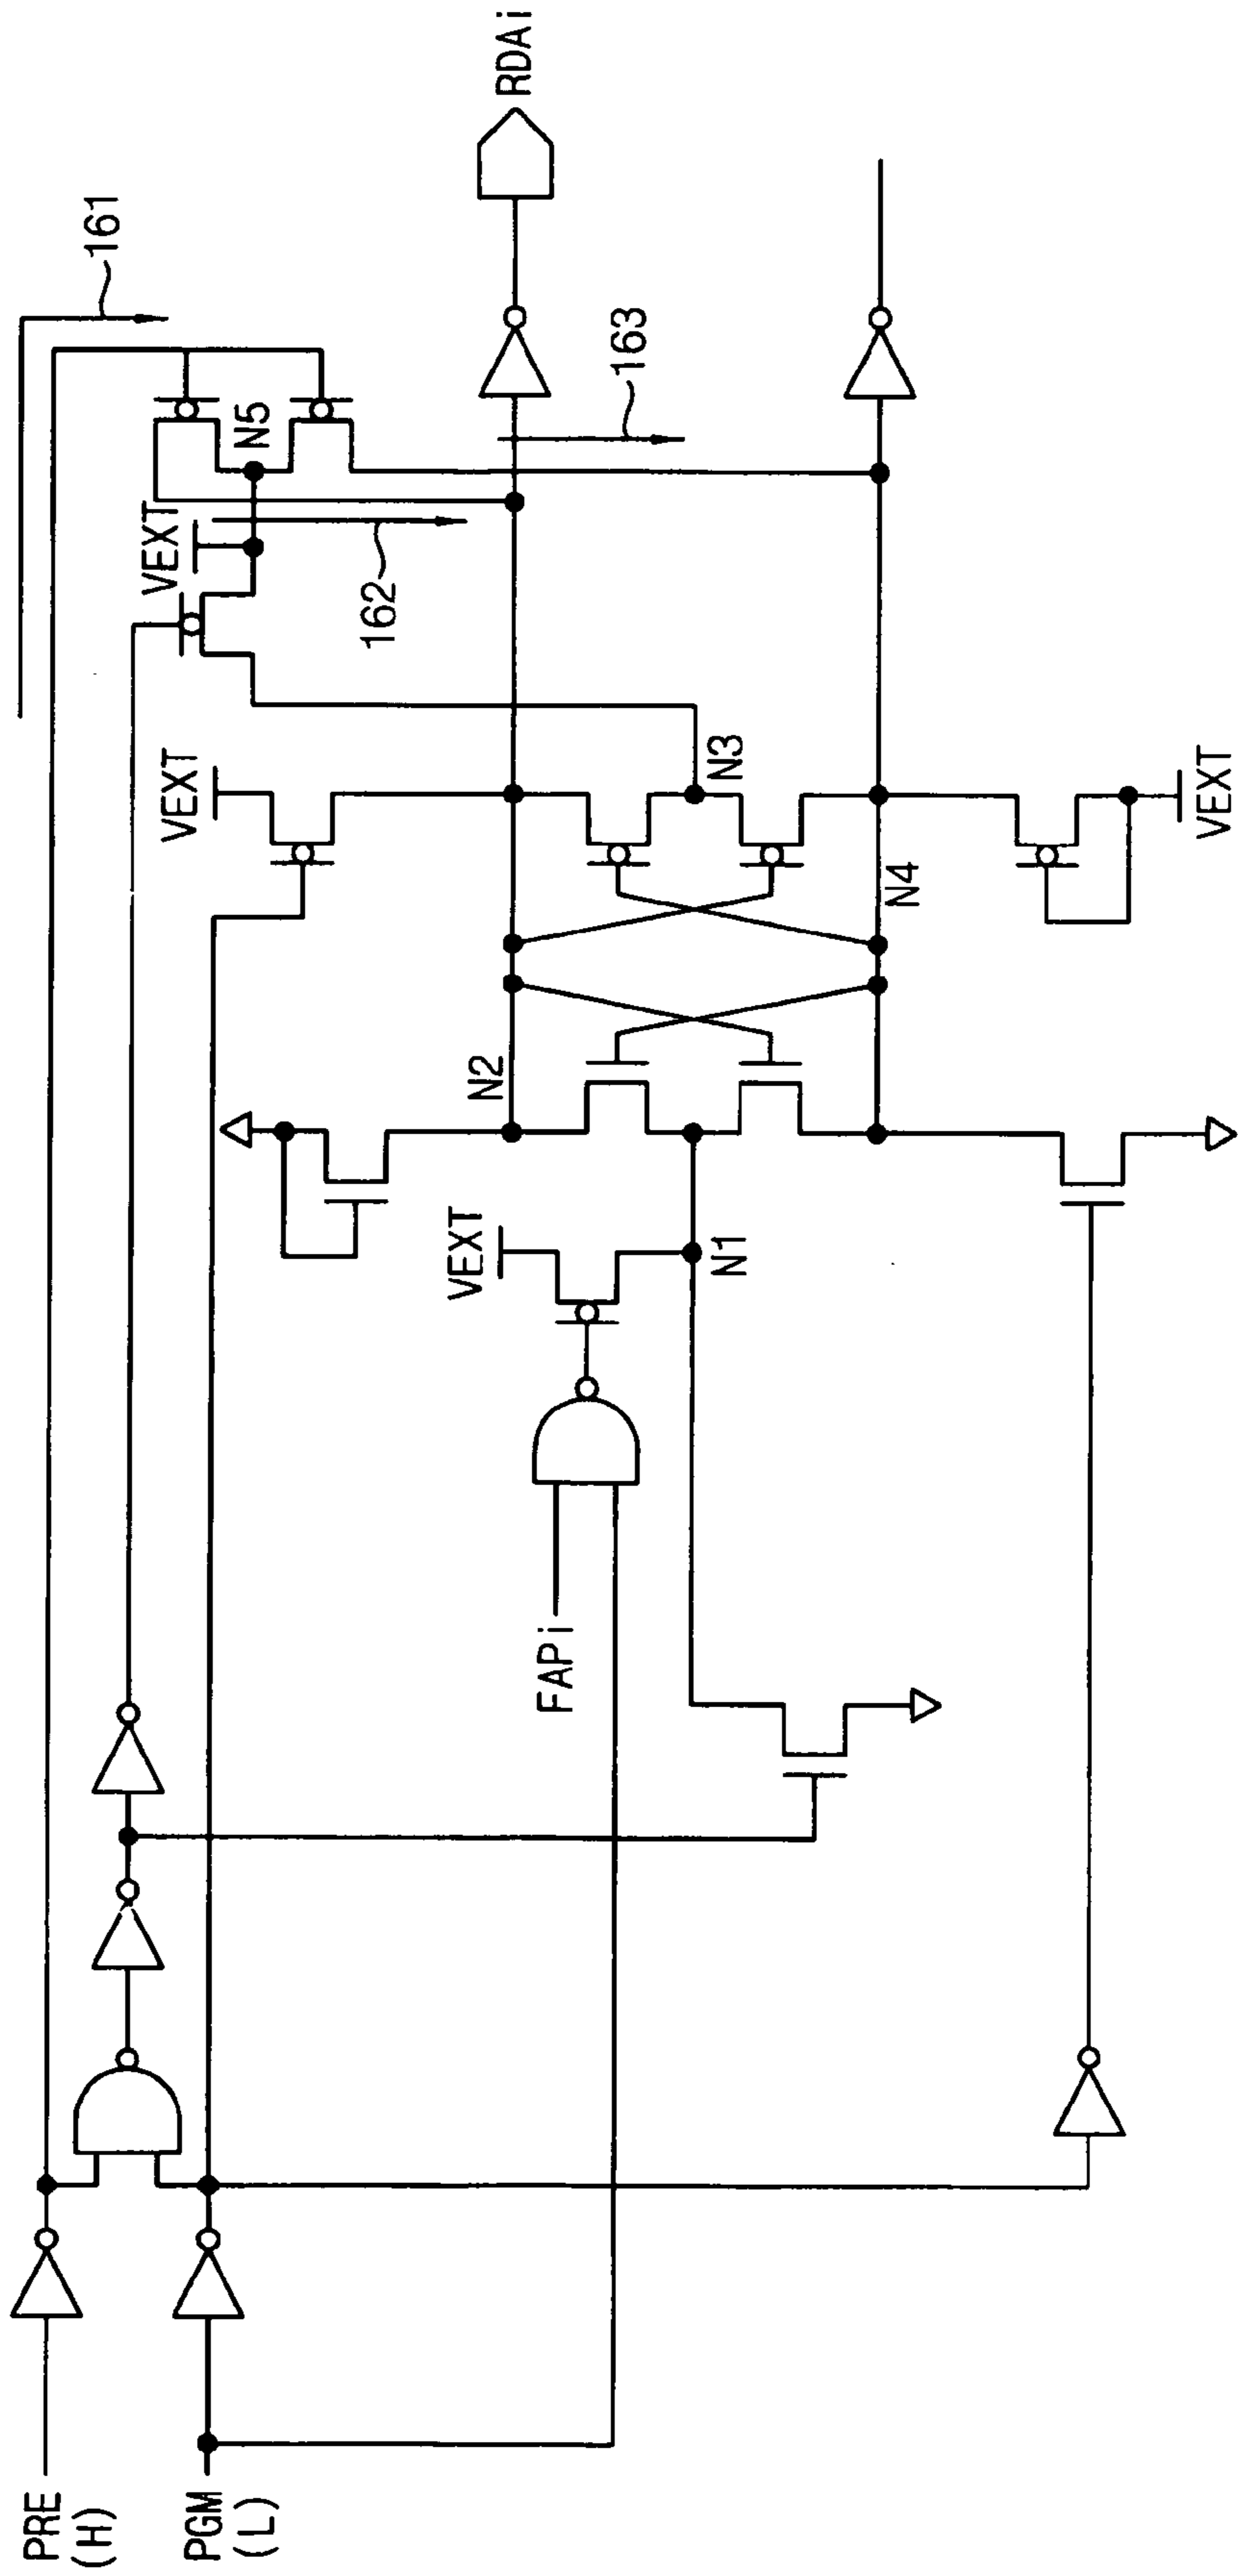 PRE
(H)
PGM
(L)
FAPi
VEXT
N1
N2
VEXT
N3
N4
VEXT
VEXT
N5
161
162
163
RDAi